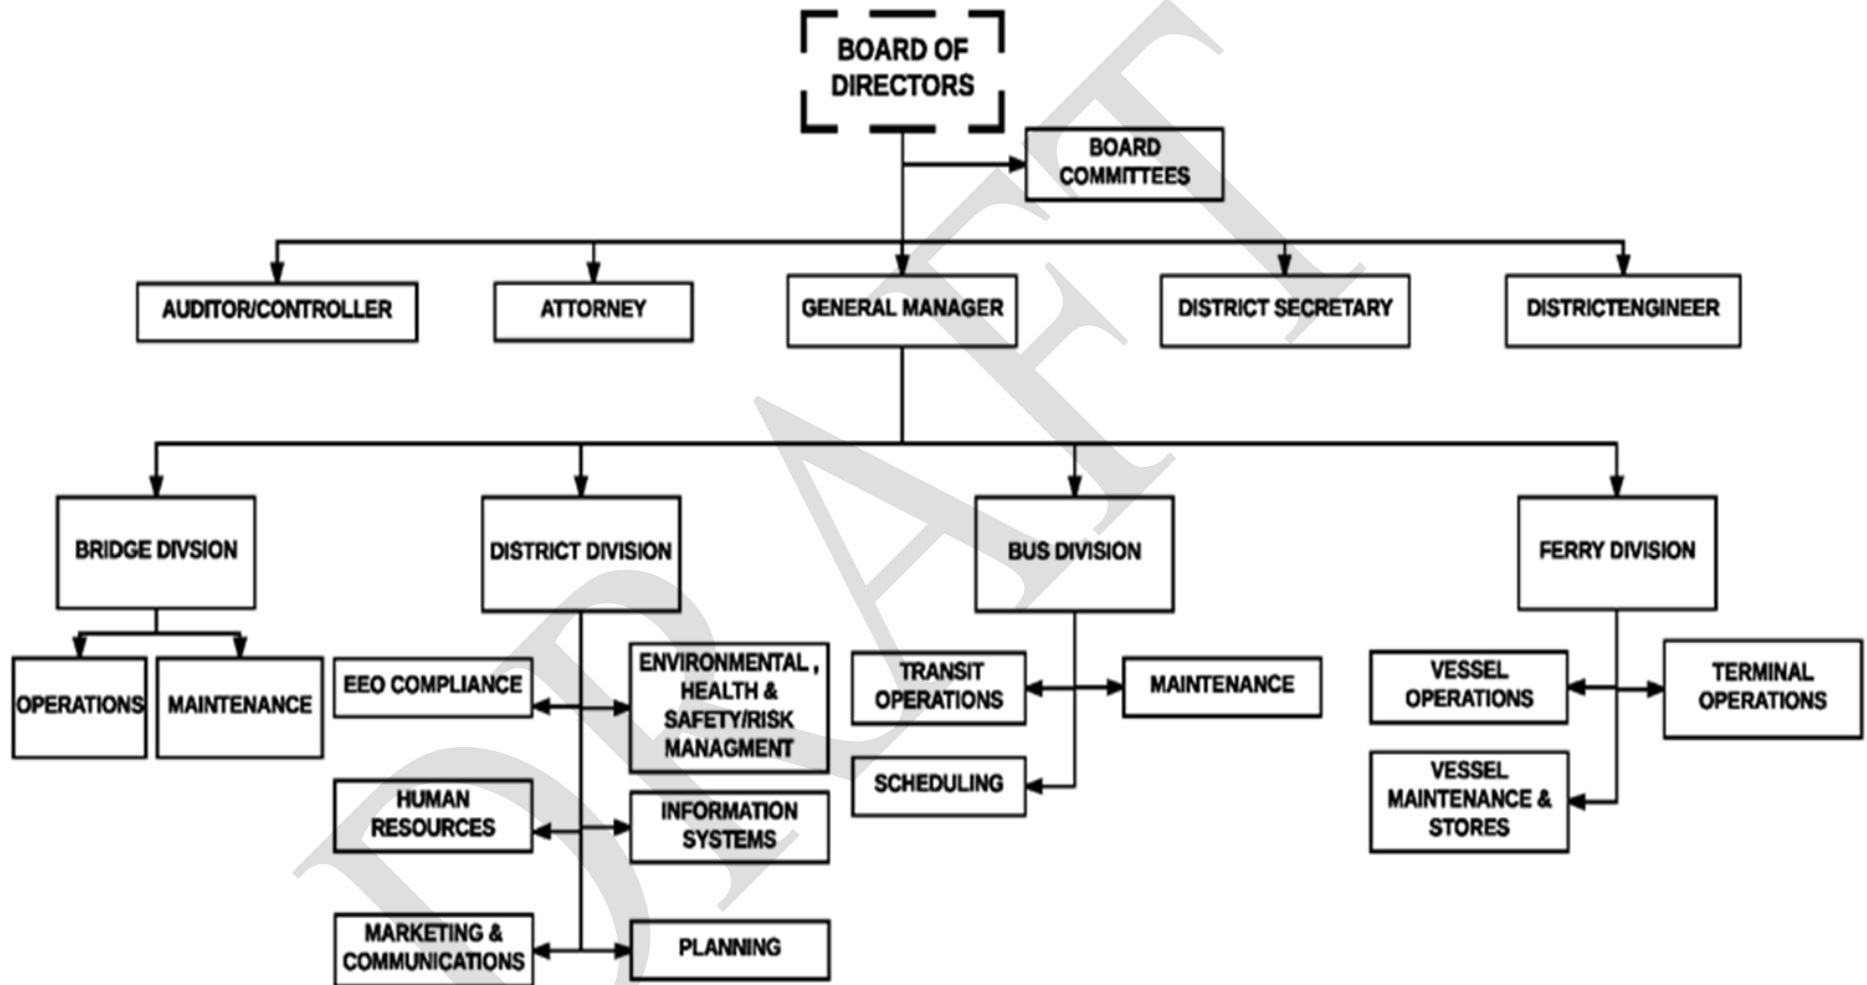 BOARD OF
DIRECTORS
BOARD
COMMITTEES
AUDITOR/CONTROLLER
ATTORNEY
GENERAL MANAGER
DISTRICT SECRETARY
DISTRICTENGINEER
BRIDGE DIVSION
DISTRICT DIVISION
BUS DIVISION
FERRY DIVISION
OPERATIONS
MAINTENANCE
EEO COMPLIANCE
ENVIRONMENTAL ,
HEALTH &
SAFETY/RISK
MANAGMENT
HUMAN
RESOURCES
INFORMATION
SYSTEMS
MARKETING &
COMMUNICATIONS
PLANNING
TRANSIT
OPERATIONS
MAINTENANCE
SCHEDULING
VESSEL
OPERATIONS
TERMINAL
OPERATIONS
VESSEL
MAINTENANCE &
STORES
DRAFT